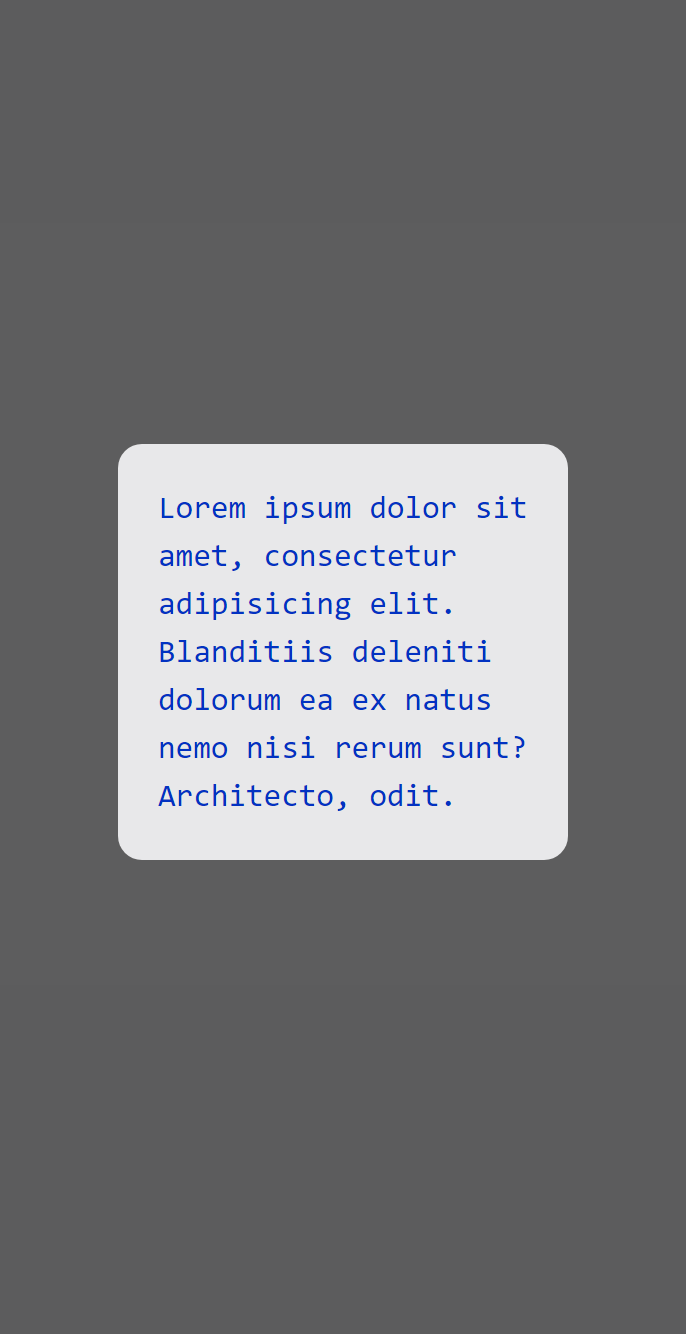 Lorem ipsum dolor sit
amet, consectetur
adipisicing elit.
Blanditiis deleniti
dolorum ea ex natus
nemo nisi rerum sunt?
Architecto, odit.